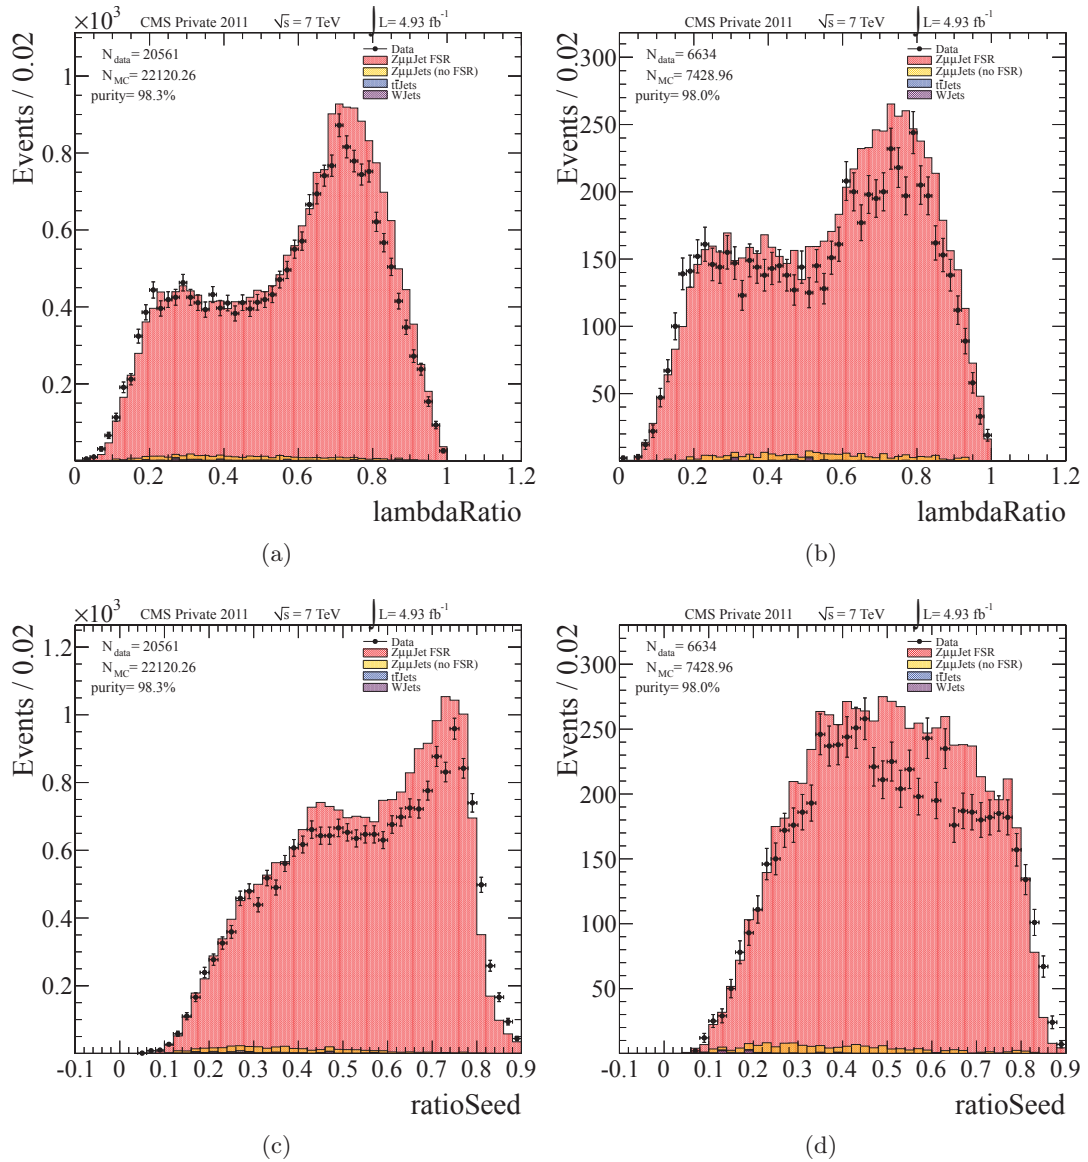 ×10³ CMS Private 2011 √s = 7 TeV L= 4.93 fb⁻¹
Events / 0.02
N_data = 20561
N_MC = 22120.26
purity= 98.3%
Data
ZμμJet FSR
ZμμJets (no FSR)
tt̄Jets
WJets
1
0.8
0.6
0.4
0.2
0 0.2 0.4 0.6 0.8 1 1.2
lambdaRatio
(a)
CMS Private 2011 √s = 7 TeV L= 4.93 fb⁻¹
Events / 0.02
N_data = 6634
N_MC = 7428.96
purity= 98.0%
Data
ZμμJet FSR
ZμμJets (no FSR)
tt̄Jets
WJets
300
250
200
150
100
50
0 0.2 0.4 0.6 0.8 1 1.2
lambdaRatio
(b)
×10³ CMS Private 2011 √s = 7 TeV L= 4.93 fb⁻¹
Events / 0.02
N_data = 20561
N_MC = 22120.26
purity= 98.3%
Data
ZμμJet FSR
ZμμJets (no FSR)
tt̄Jets
WJets
1.2
1
0.8
0.6
0.4
0.2
-0.1 0 0.1 0.2 0.3 0.4 0.5 0.6 0.7 0.8 0.9
ratioSeed
(c)
CMS Private 2011 √s = 7 TeV L= 4.93 fb⁻¹
Events / 0.02
N_data = 6634
N_MC = 7428.96
purity= 98.0%
Data
ZμμJet FSR
ZμμJets (no FSR)
tt̄Jets
WJets
300
250
200
150
100
50
-0.1 0 0.1 0.2 0.3 0.4 0.5 0.6 0.7 0.8 0.9
ratioSeed
(d)